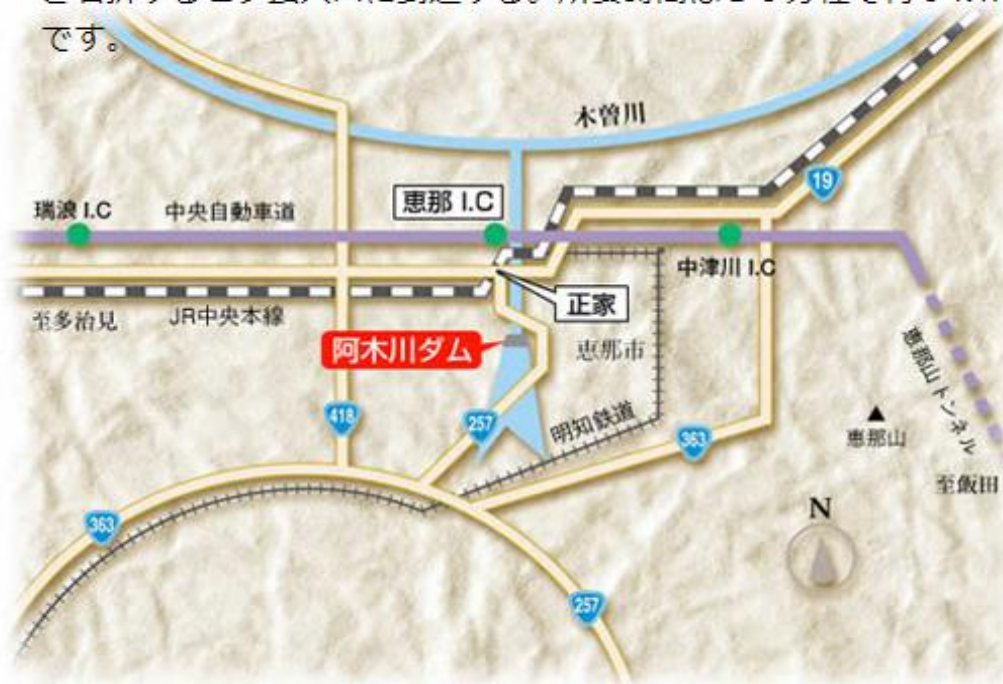 です。
木曽川
19
恵那 I.C
瑞浪 I.C
中央自動車道
中津川 I.C
正家
至多治見
JR中央本線
阿木川ダム
恵那市
恵那山トンネル
418
257
明知鉄道
363
恵那山
至飯田
N
363
257